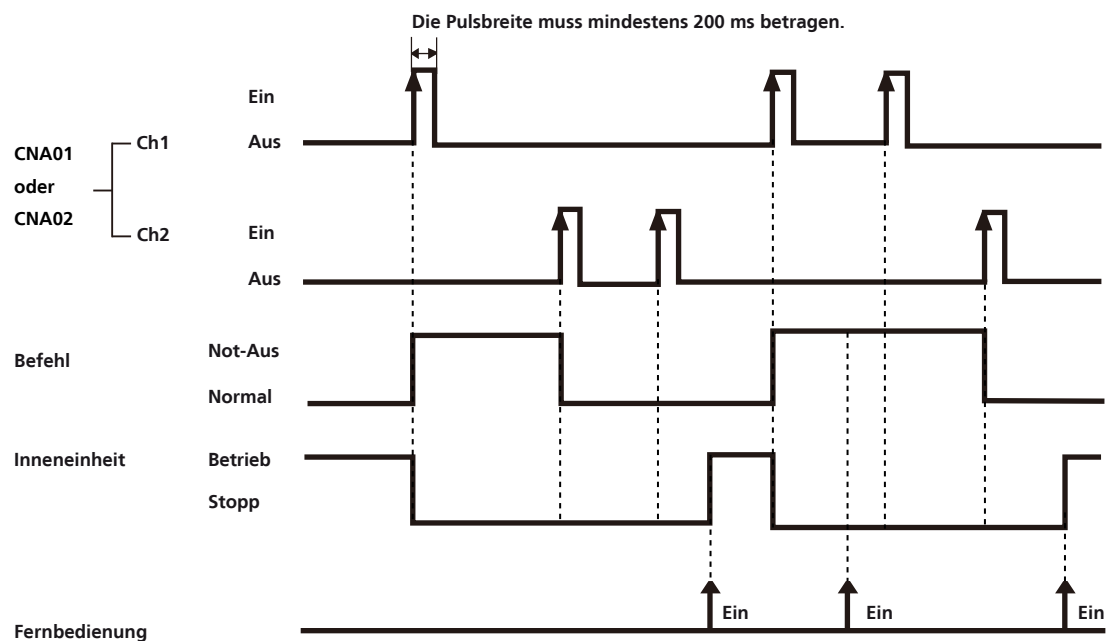 Die Pulsbreite muss mindestens 200 ms betragen.
Ein
CNA01
oder
CNA02
Ch1
Aus
Ch2
Ein
Aus
Befehl
Not-Aus
Normal
Inneneinheit
Betrieb
Stopp
Ein
Ein
Ein
Fernbedienung